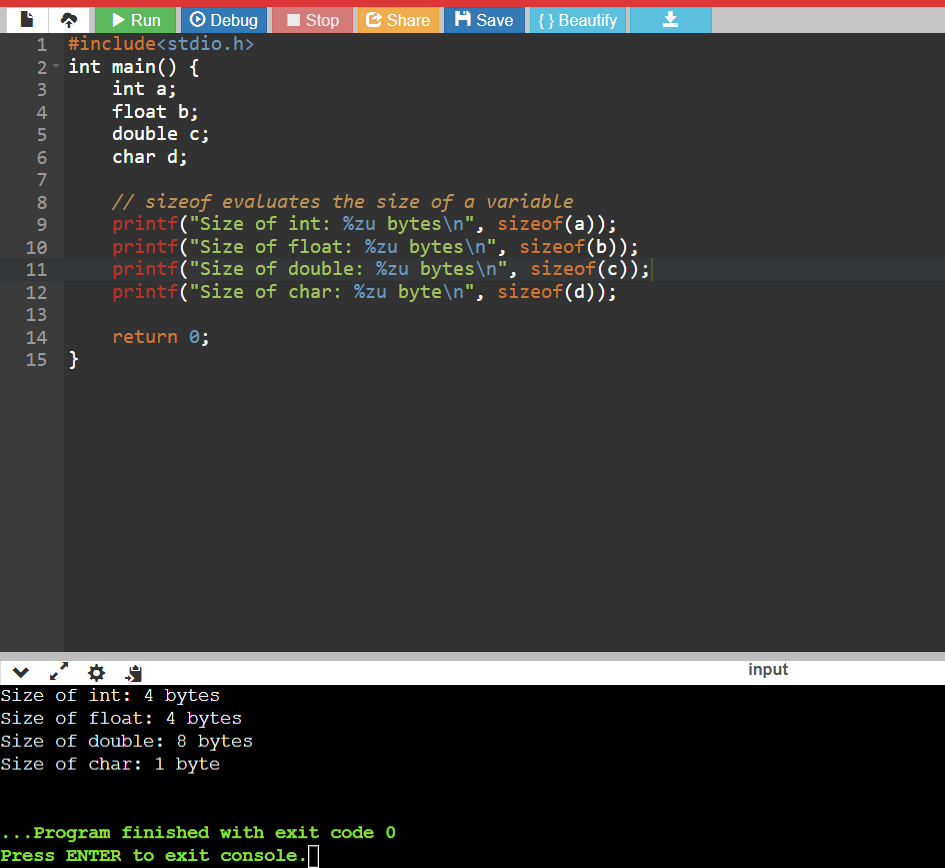 Run Debug Stop Share Save { } Beautify
1 #include<stdio.h>
2 int main() {
3     int a;
4     float b;
5     double c;
6     char d;
7
8     // sizeof evaluates the size of a variable
9     printf("Size of int: %zu bytes\n", sizeof(a));
10     printf("Size of float: %zu bytes\n", sizeof(b));
11     printf("Size of double: %zu bytes\n", sizeof(c));
12     printf("Size of char: %zu byte\n", sizeof(d));
13
14     return 0;
15 }
input
Size of int: 4 bytes
Size of float: 4 bytes
Size of double: 8 bytes
Size of char: 1 byte
...Program finished with exit code 0
Press ENTER to exit console.